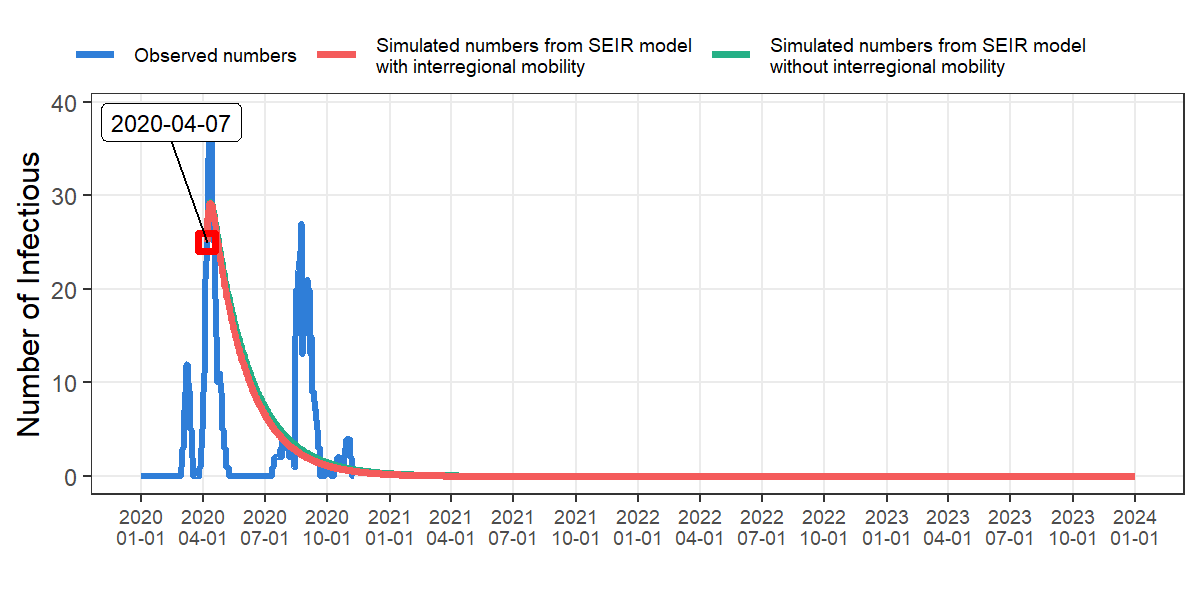 Observed numbers
Simulated numbers from SEIR model
with interregional mobility
Simulated numbers from SEIR model
without interregional mobility
2020-04-07
Number of Infectious
40
30
20
10
0
2020 2020 2020 2020 2021 2021 2021 2021 2022 2022 2022 2022 2023 2023 2023 2023 2024
01-01 04-01 07-01 10-01 01-01 04-01 07-01 10-01 01-01 04-01 07-01 10-01 01-01 04-01 07-01 10-01 01-01